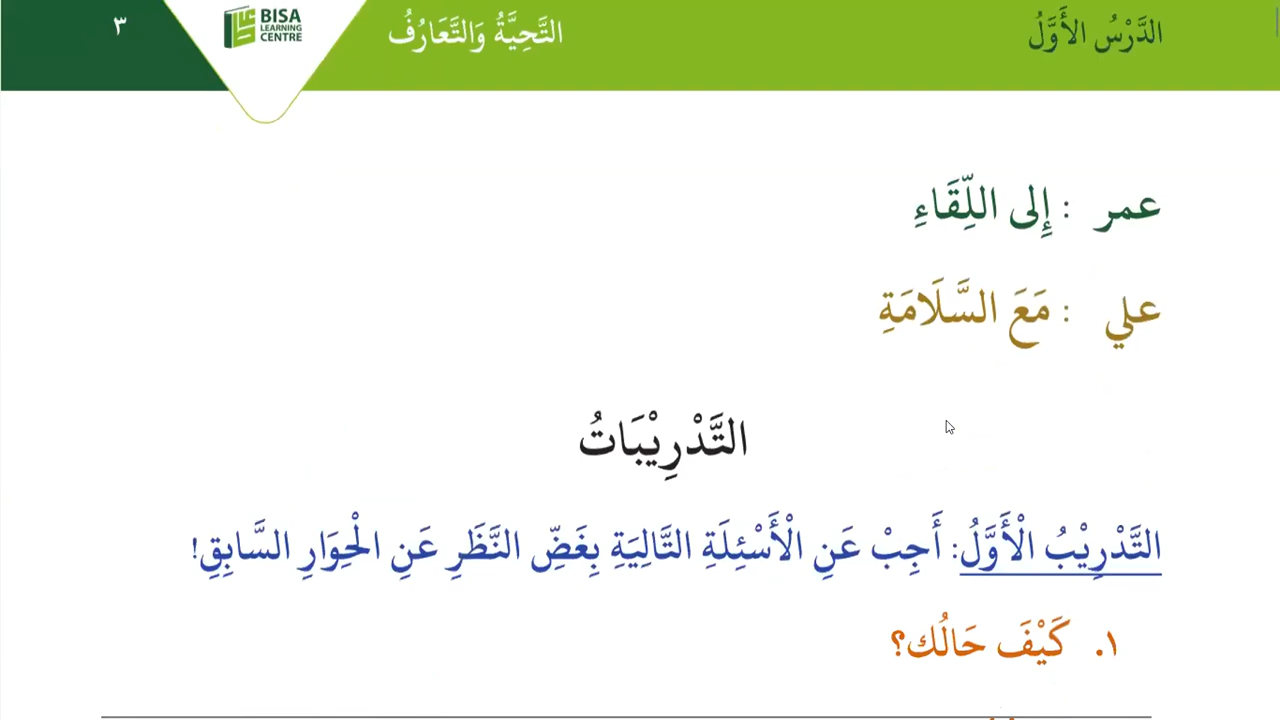 الدَّرْسُ الأَوَّلُ
التَّحِيَّةُ وَالتَّعَارُفُ
BISA
LEARNING
CENTRE
٣
عمر : إِلى اللِّقَاءِ
علي : مَعَ السَّلَامَةِ
التَّدْرِيْبَاتُ
التَّدْرِيْبُ الْأَوَّلُ: أَجِبْ عَنِ الْأَسْئِلَةِ التَّالِيَةِ بِغَضِّ النَّظَرِ عَنِ الْحِوَارِ السَّابِقِ!
١. كَيْفَ حَالُك؟